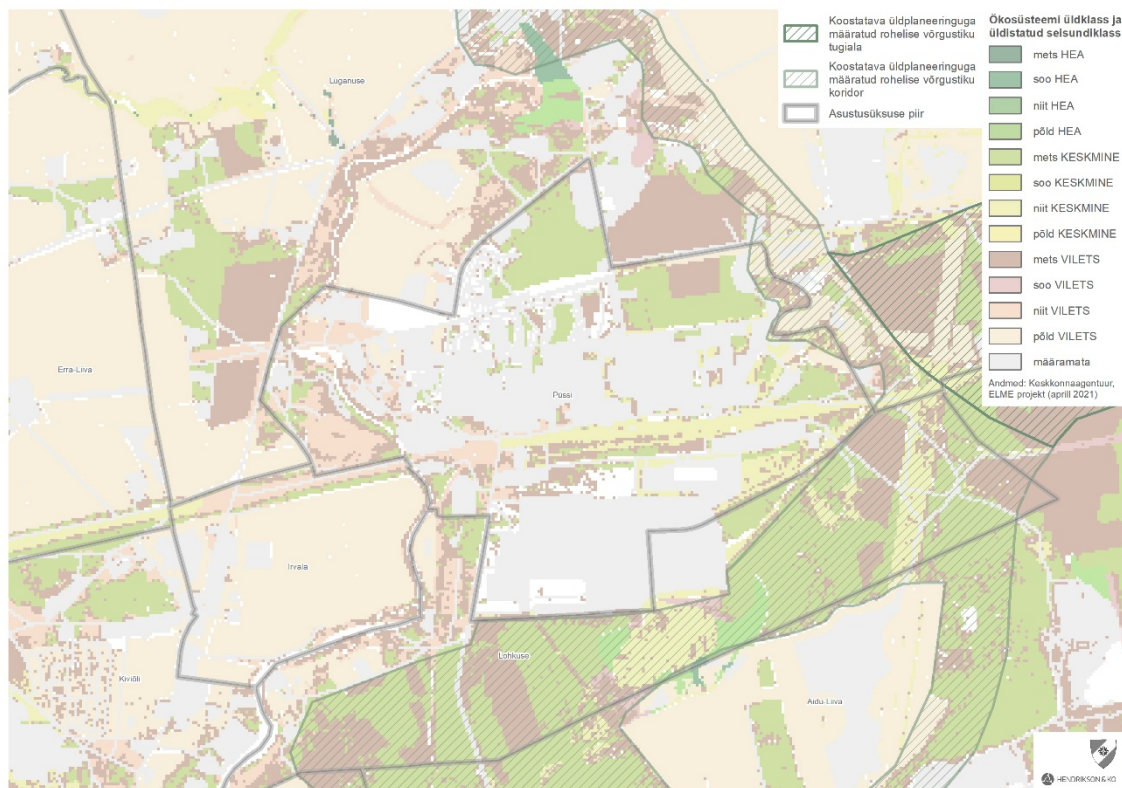 Koostatava üldplaneeringuga
määratud rohelise võrgustiku
tugiala
Koostatava üldplaneeringuga
määratud rohelise võrgustiku
koridor
Asustusüksuse piir
Ökosüsteemi üldklass ja
üldistatud seisundiklass
mets HEA
soo HEA
niit HEA
põld HEA
mets KESKMINE
soo KESKMINE
niit KESKMINE
põld KESKMINE
mets VILETS
soo VILETS
niit VILETS
põld VILETS
määramata
Andmed: Keskkonnaagentuur,
ELME projekt (aprill 2021)
Lüganuse
Erra-Liiva
Püssi
Irvala
Lohkuse
Kiviõli
Aidu-Liiva
HENDRIKSON & KO